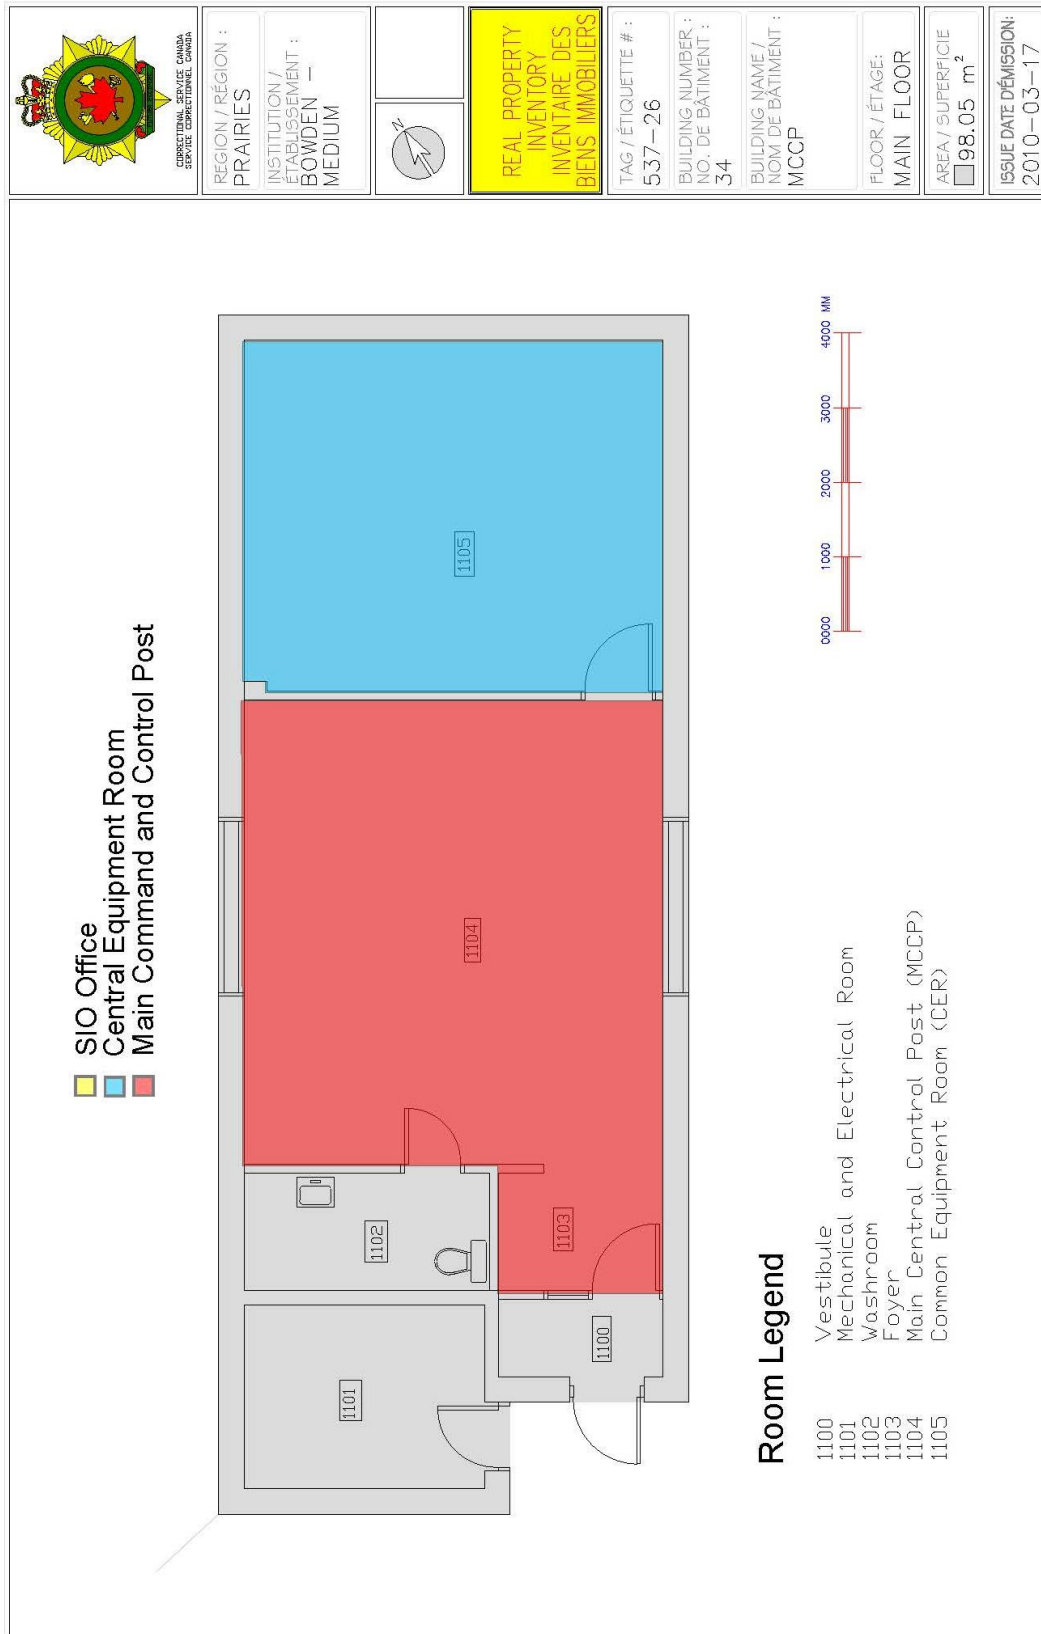 CORRECTIONAL SERVICE CANADA
SERVICE CORRECTIONNEL CANADA
REGION / RÉGION :
PRAIRIES
INSTITUTION /
ÉTABLISSEMENT :
BOWDEN —
MEDIUM
N
REAL PROPERTY
INVENTORY
INVENTAIRE DES
BIENS IMMOBILIERS
TAG / ÉTIQUETTE # :
537-26
BUILDING NUMBER :
NO. DE BÂTIMENT :
34
BUILDING NAME /
NOM DE BÂTIMENT :
MCCP
FLOOR / ÉTAGE:
MAIN FLOOR
AREA / SUPERFICIE
98.05 m²
ISSUE DATE D'ÉMISSION:
2010-03-17
SIO Office
Central Equipment Room
Main Command and Control Post
1101
1102
1100
1103
1104
1105
0000 1000 2000 3000 4000 MM
Room Legend
1100 Vestibule
1101 Mechanical and Electrical Room
1102 Washroom
1103 Foyer
1104 Main Central Control Post (MCCP)
1105 Common Equipment Room (CER)